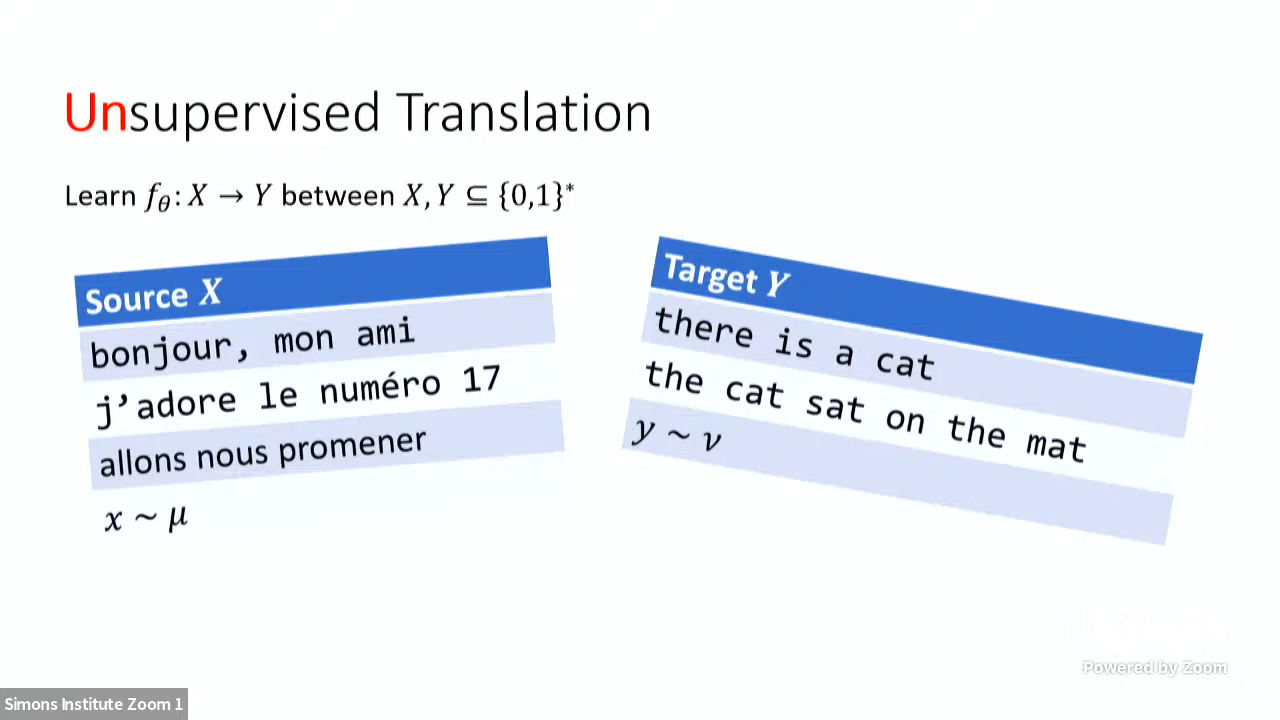 Unsupervised Translation
Learn f_θ: X → Y between X, Y ⊆ {0,1}*
Source X
bonjour, mon ami
j’adore le numéro 17
allons nous promener
x ~ μ
Target Y
there is a cat
the cat sat on the mat
y ~ ν
Powered by Zoom
Simons Institute Zoom 1